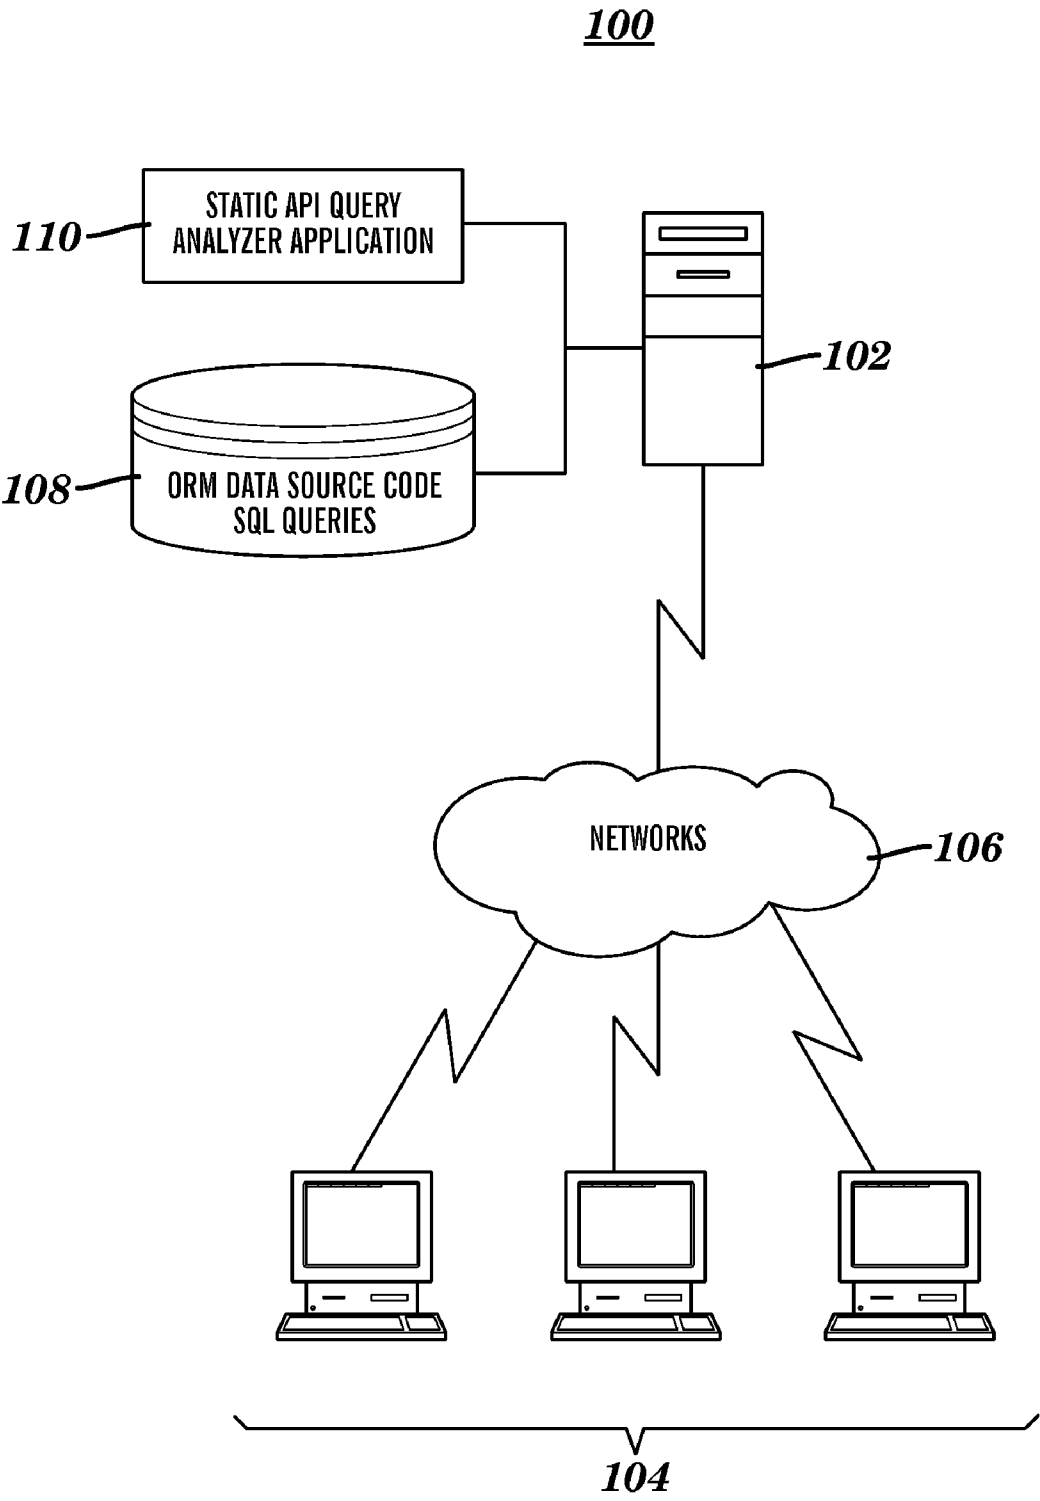 100
STATIC API QUERY
ANALYZER APPLICATION
110
102
ORM DATA SOURCE CODE
SQL QUERIES
108
NETWORKS
106
104